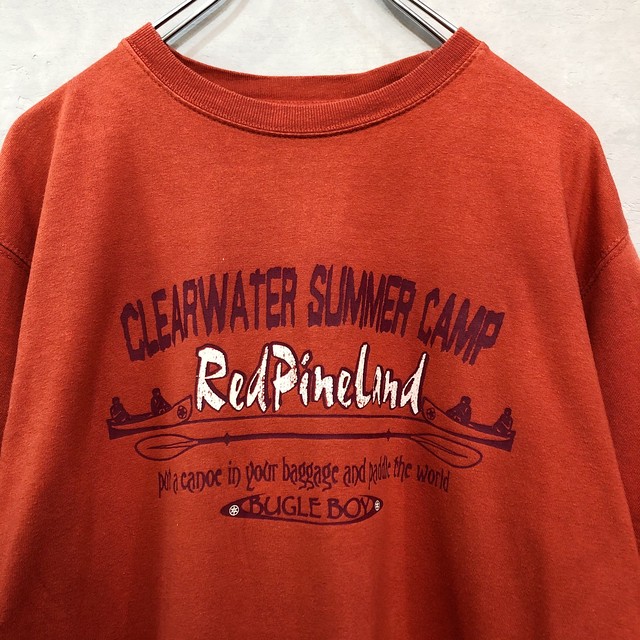 CLEARWATER SUMMER CAMP
RedPineLand
put a canoe in your baggage and paddle the world
BUGLE BOY